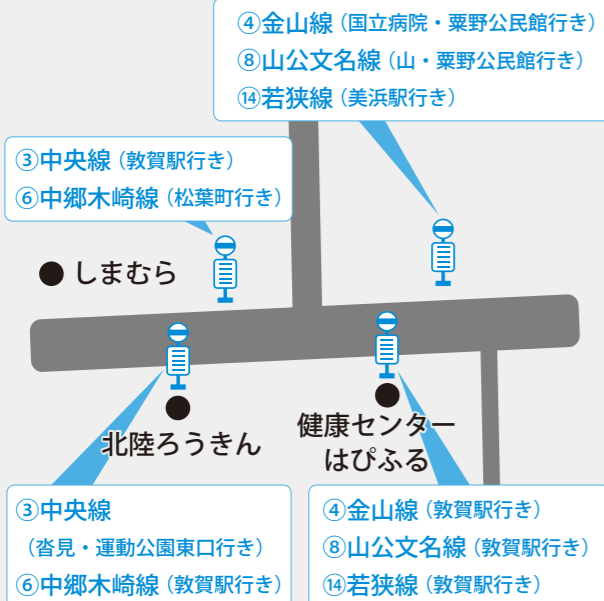 ④金山線（国立病院・粟野公民館行き）
⑧山公文名線（山・粟野公民館行き）
⑭若狭線（美浜駅行き）
③中央線（敦賀駅行き）
⑥中郷木崎線（松葉町行き）
しまむら
北陸ろうきん
健康センター
はぴふる
③中央線
（沓見・運動公園東口行き）
⑥中郷木崎線（敦賀駅行き）
④金山線（敦賀駅行き）
⑧山公文名線（敦賀駅行き）
⑭若狭線（敦賀駅行き）